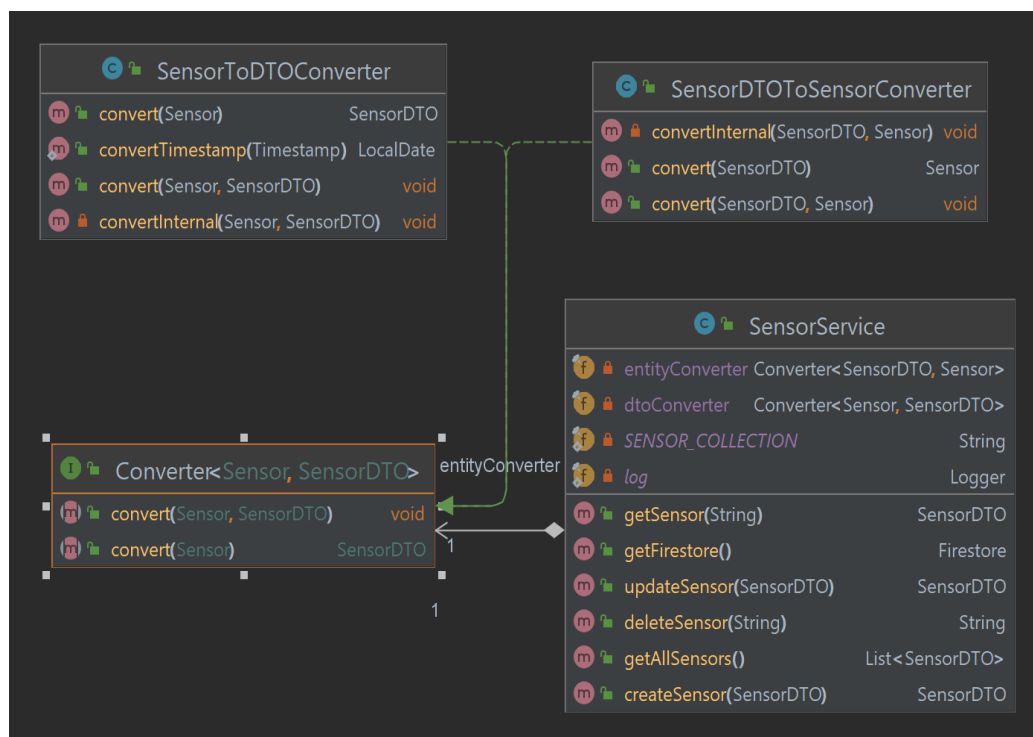 SensorToDTOConverter
convert(Sensor) SensorDTO
convertTimestamp(Timestamp) LocalDate
convert(Sensor, SensorDTO) void
convertInternal(Sensor, SensorDTO) void
SensorDTOToSensorConverter
convertInternal(SensorDTO, Sensor) void
convert(SensorDTO) Sensor
convert(SensorDTO, Sensor) void
Converter<Sensor, SensorDTO>
convert(Sensor, SensorDTO) void
convert(Sensor) SensorDTO
entityConverter
1
1
SensorService
entityConverter Converter<SensorDTO, Sensor>
dtoConverter Converter<Sensor, SensorDTO>
SENSOR_COLLECTION String
log Logger
getSensor(String) SensorDTO
getFirestore() Firestore
updateSensor(SensorDTO) SensorDTO
deleteSensor(String) String
getAllSensors() List<SensorDTO>
createSensor(SensorDTO) SensorDTO